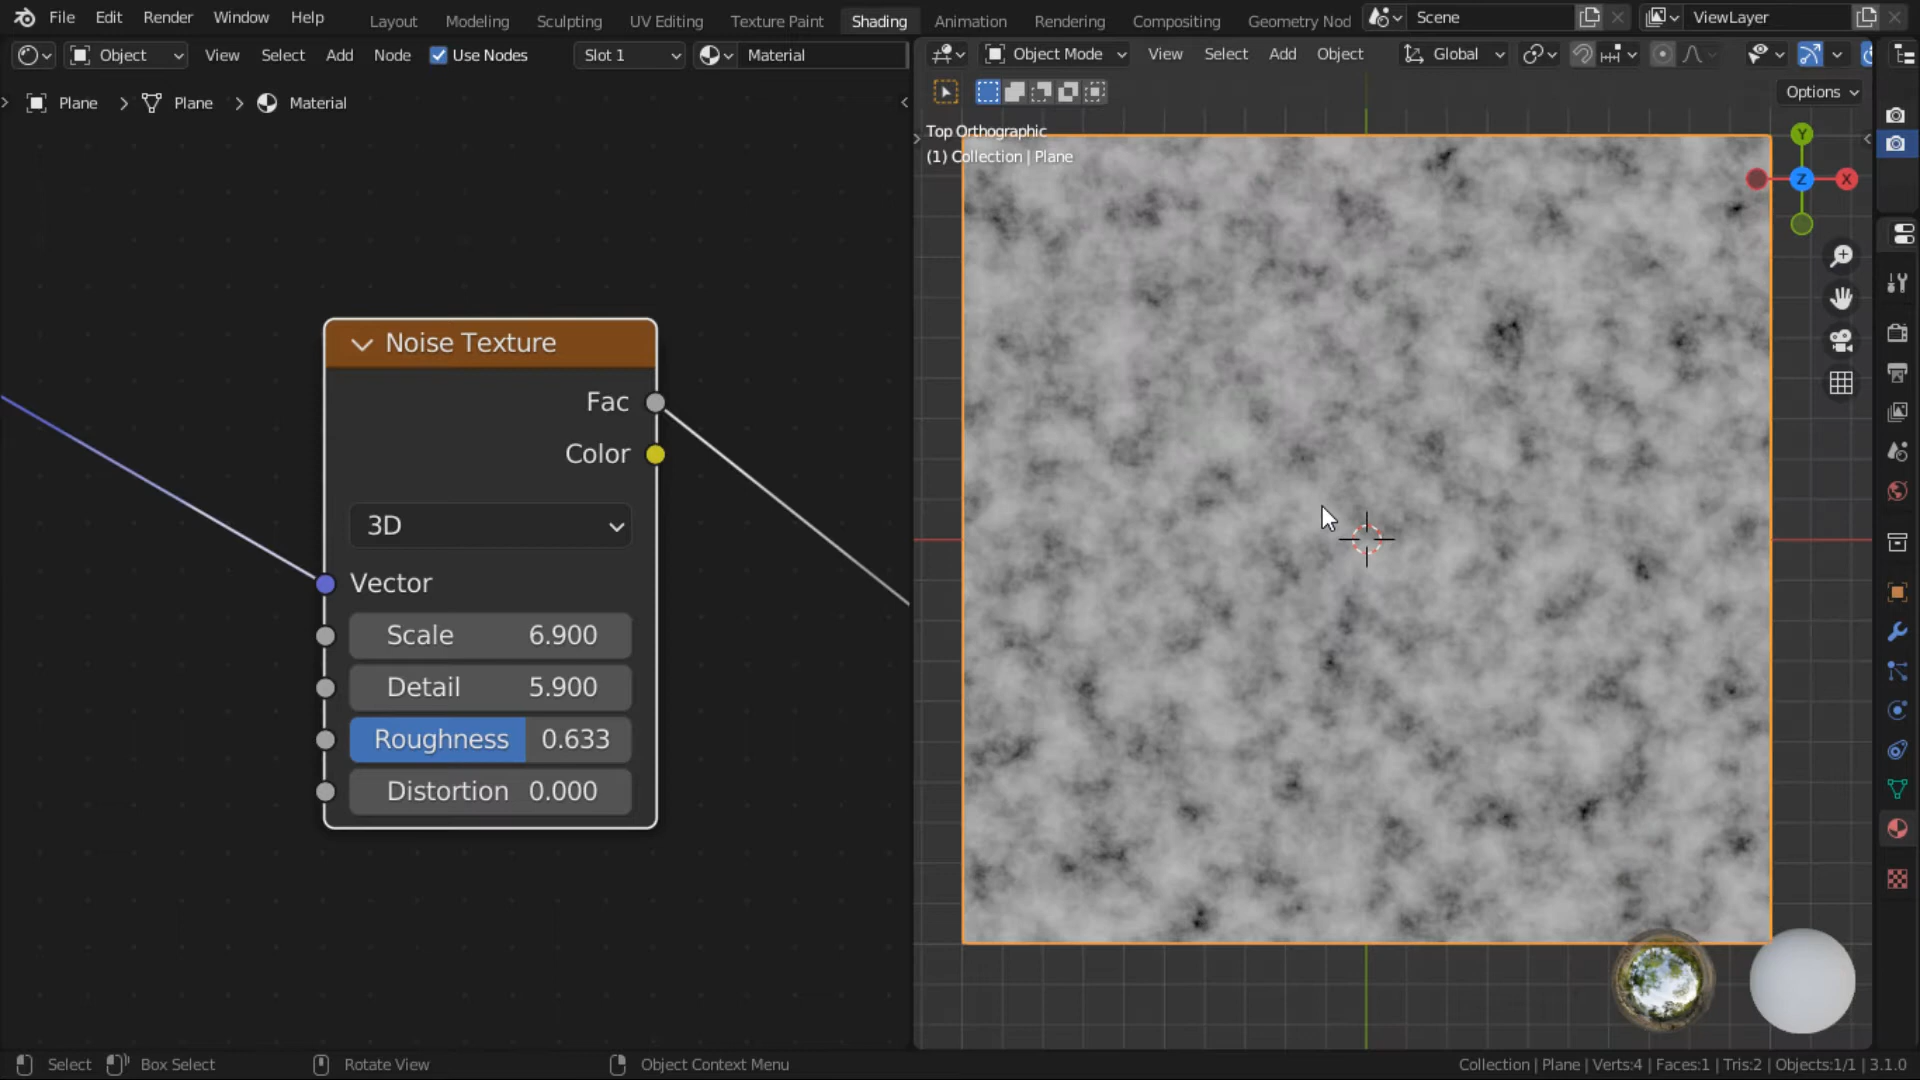 File Edit Render Window Help Layout Modeling Sculpting UV Editing Texture Paint Shading Animation Rendering Compositing Geometry Nod Scene ViewLayer
Object View Select Add Node Use Nodes Slot 1 Material
Object Mode View Select Add Object Global
Options
Plane Plane Material
Top Orthographic
(1) Collection | Plane
Y
Z
X
Noise Texture
Fac
Color
3D
Vector
Scale 6.900
Detail 5.900
Roughness 0.633
Distortion 0.000
Select Box Select Rotate View Object Context Menu Collection | Plane | Verts:4 | Faces:1 | Tris:2 | Objects:1/1 | 3.1.0